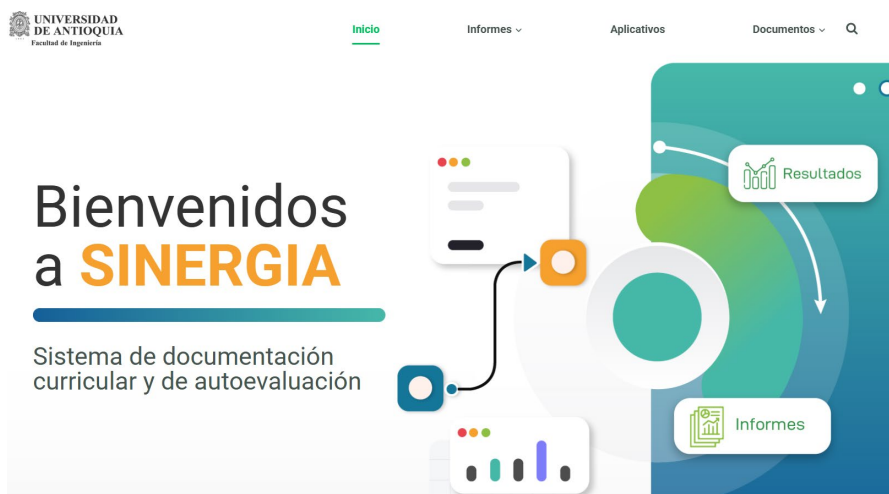 UNIVERSIDAD
DE ANTIOQUIA
Facultad de Ingeniería
Inicio
Informes
Aplicativos
Documentos
Bienvenidos
a SINERGIA
Sistema de documentación
curricular y de autoevaluación
Resultados
Informes